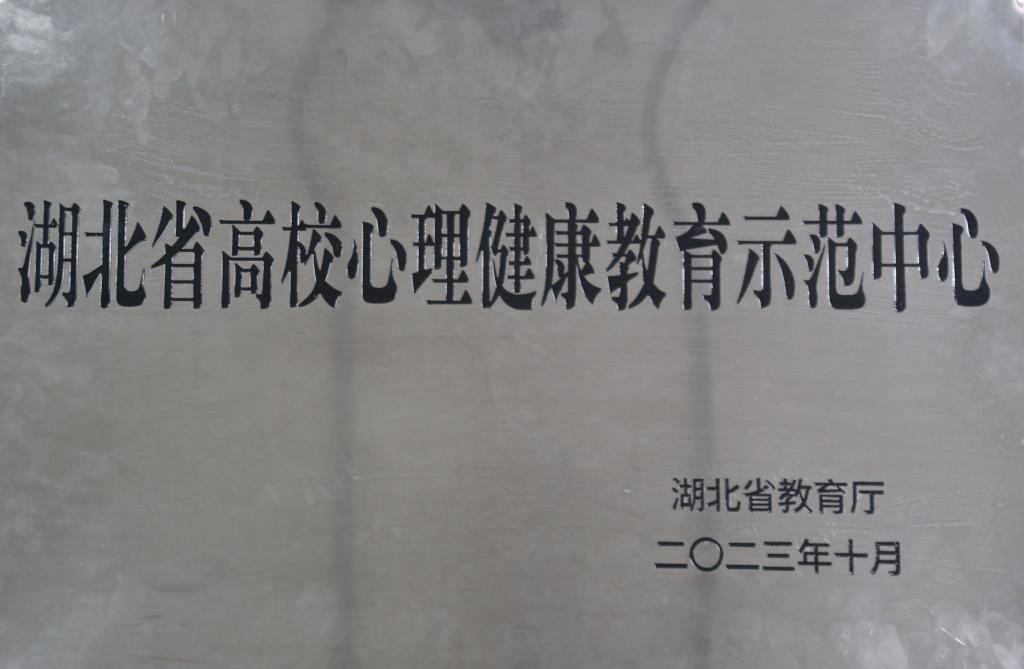 湖北省高校心理健康教育示范中心
湖北省教育厅
二〇二三年十月